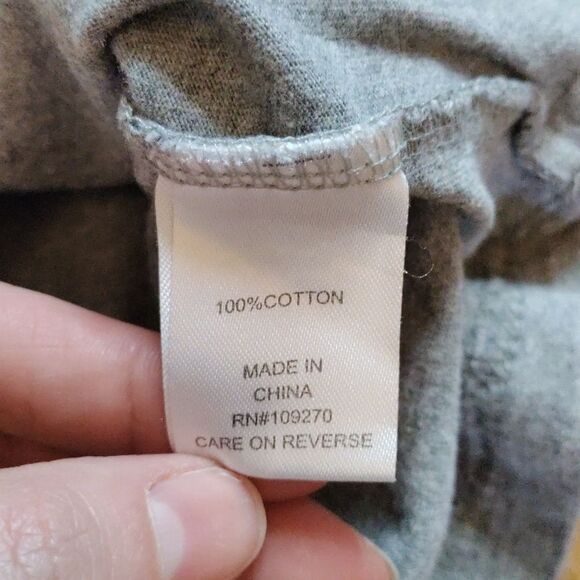 100%COTTON
MADE IN
CHINA
RN#109270
CARE ON REVERSE